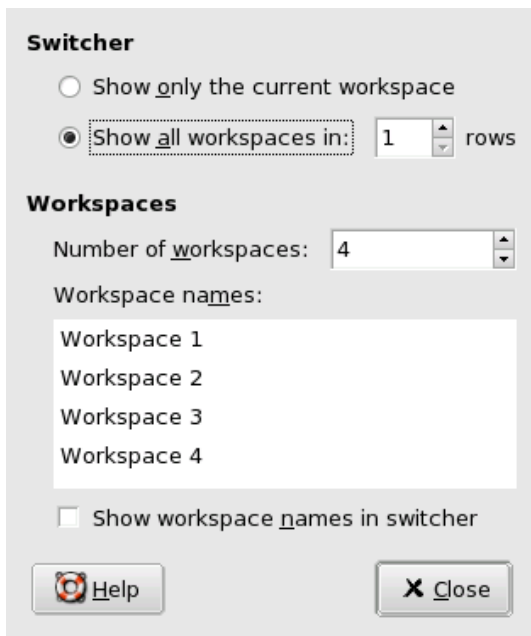 Switcher
Show only the current workspace
Show all workspaces in: 1 rows
Workspaces
Number of workspaces: 4
Workspace names:
Workspace 1
Workspace 2
Workspace 3
Workspace 4
Show workspace names in switcher
Help Close